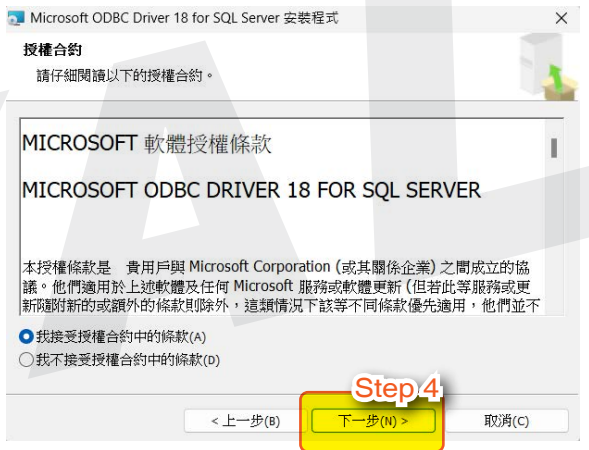 Microsoft ODBC Driver 18 for SQL Server 安裝程式
授權合約
請仔細閱讀以下的授權合約。
MICROSOFT 軟體授權條款
MICROSOFT ODBC DRIVER 18 FOR SQL SERVER
本授權條款是 貴用戶與 Microsoft Corporation (或其關係企業) 之間成立的協
議。他們適用於上述軟體及任何 Microsoft 服務或軟體更新 (但若此等服務或更
新隨附新的或額外的條款則除外，這類情況下該等不同條款優先適用，他們並不
我接受授權合約中的條款(A)
我不接受授權合約中的條款(D)
Step 4
< 上一步(B) 下一步(N) > 取消(C)